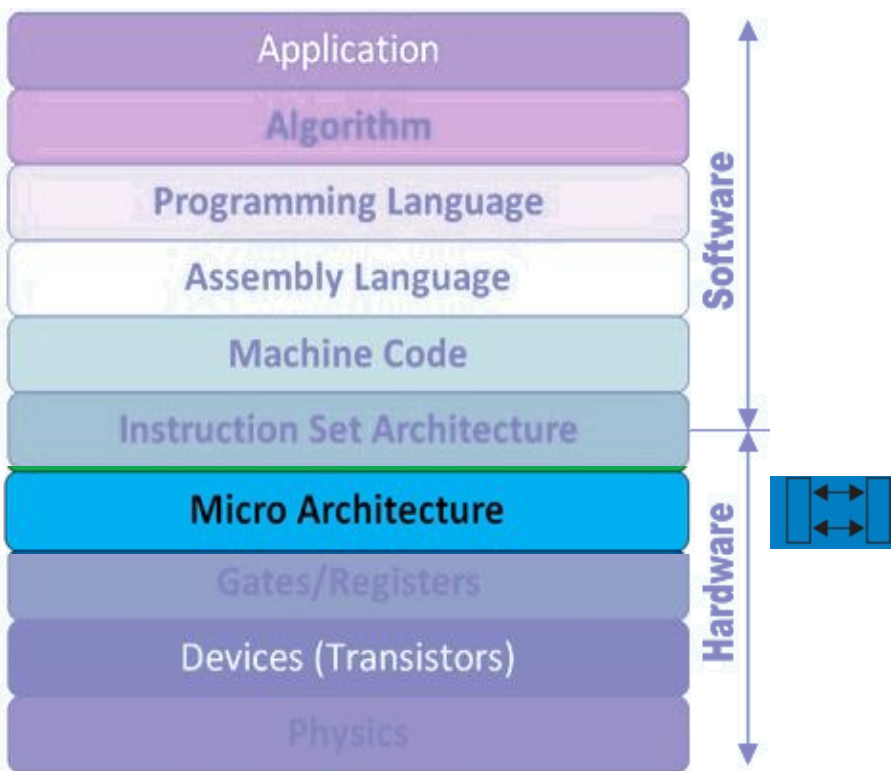 Application
Algorithm
Programming Language
Assembly Language
Machine Code
Instruction Set Architecture
Micro Architecture
Gates/Registers
Devices (Transistors)
Physics
Software
Hardware